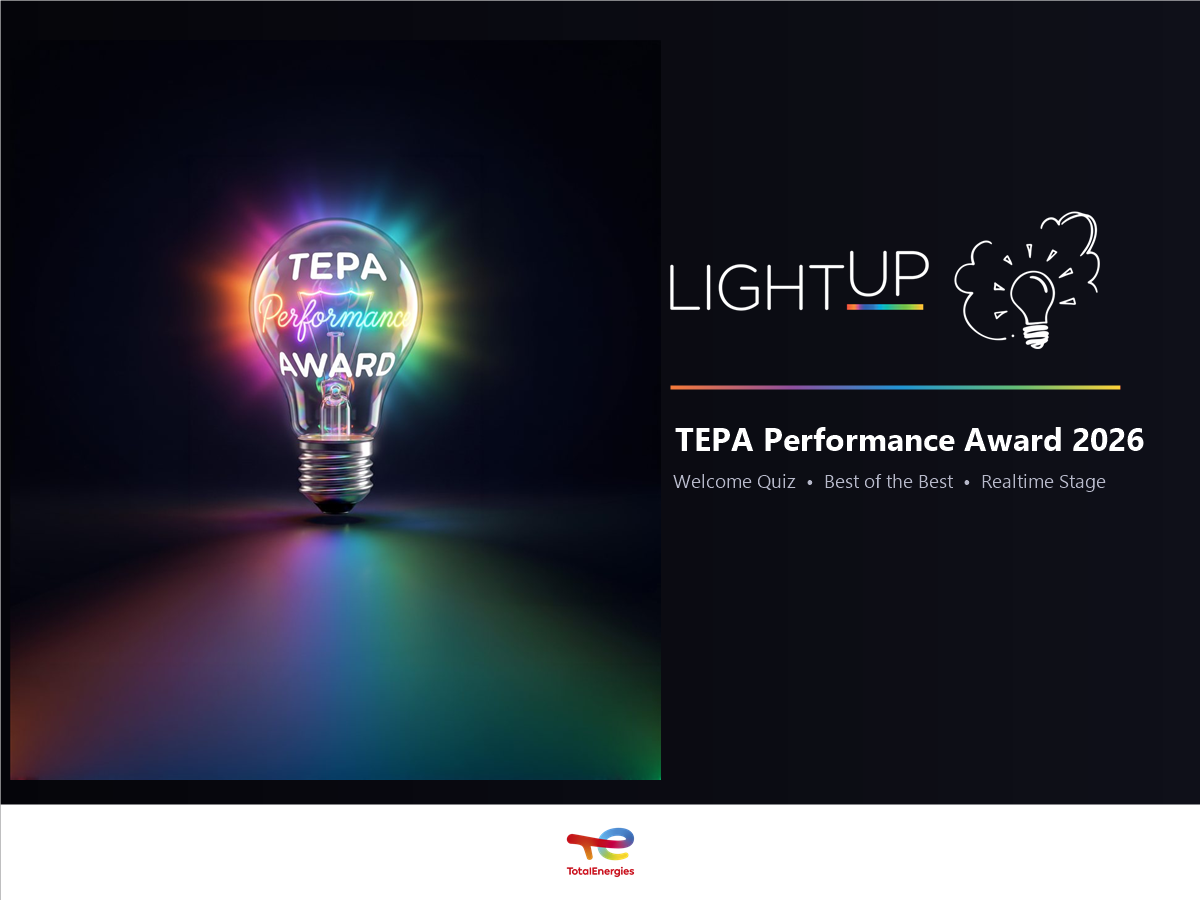 TEPA
Performance
AWARD
LIGHTUP
TEPA Performance Award 2026
Welcome Quiz • Best of the Best • Realtime Stage
TotalEnergies